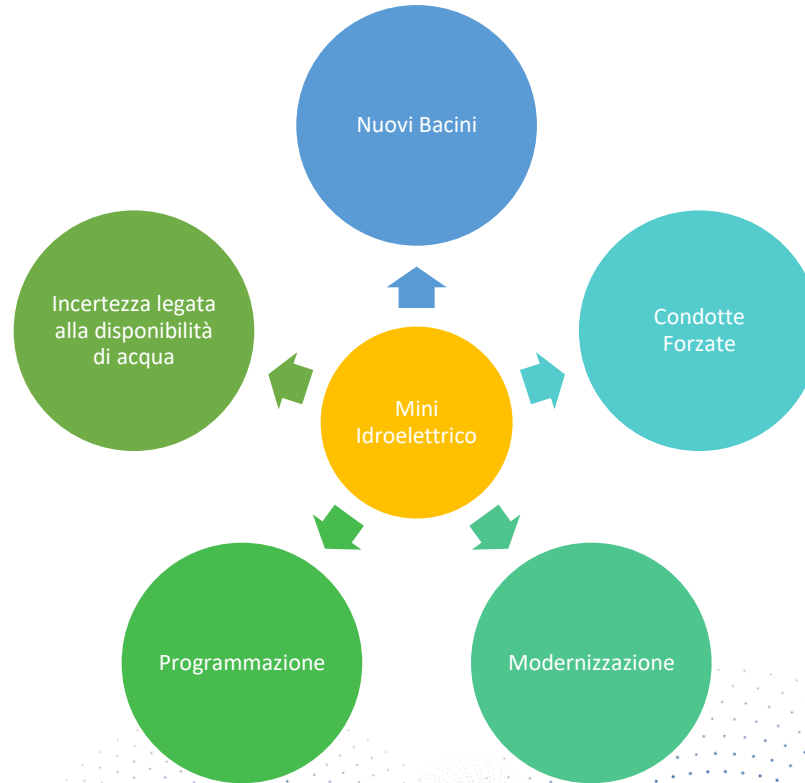 Nuovi Bacini
Condotte
Forzate
Modernizzazione
Programmazione
Incertezza legata
alla disponibilità
di acqua
Mini
Idroelettrico